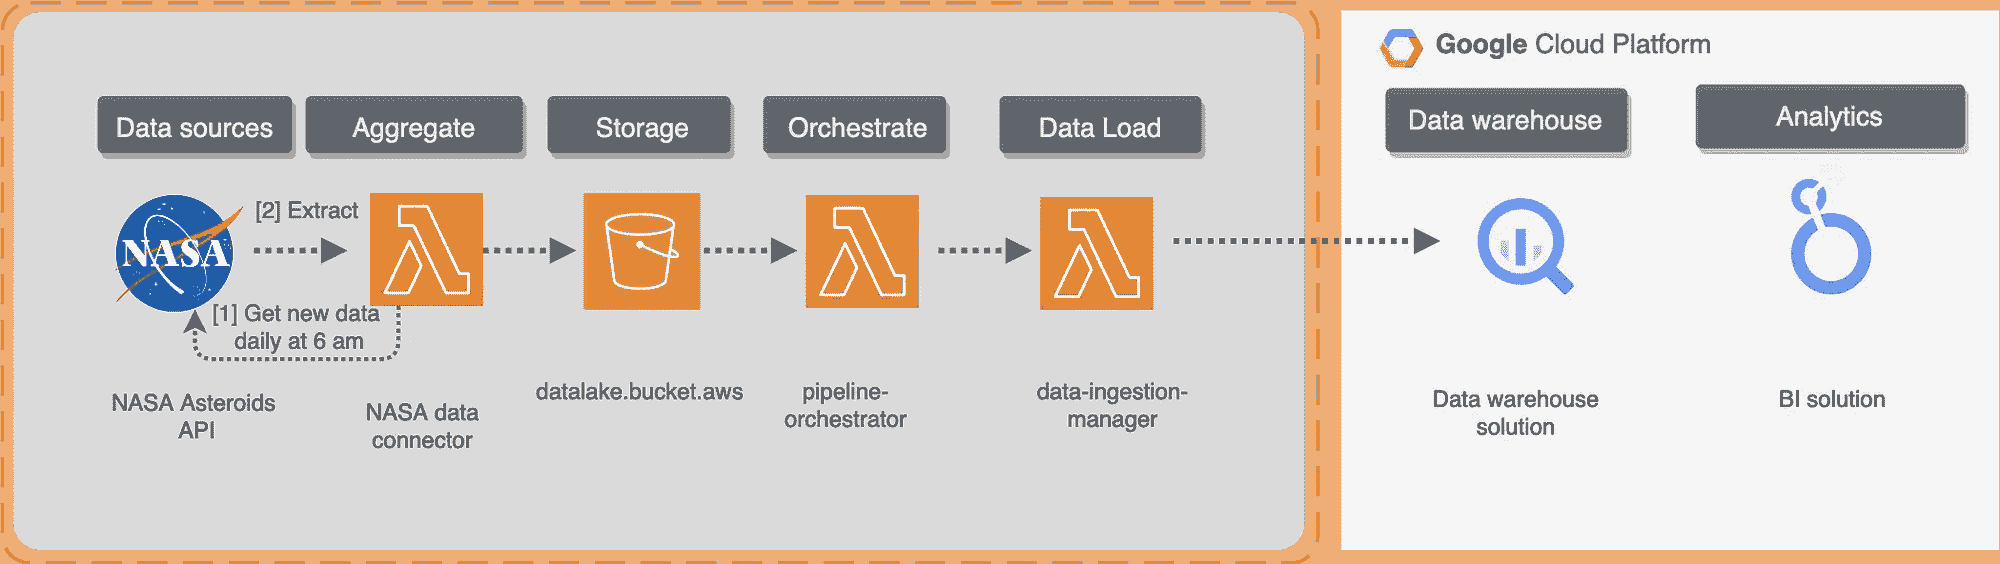 Google Cloud Platform
Data sources
Aggregate
Storage
Orchestrate
Data Load
Data warehouse
Analytics
NASA
[2] Extract
[1] Get new data
daily at 6 am
NASA Asteroids
API
NASA data
connector
datalake.bucket.aws
pipeline-
orchestrator
data-ingestion-
manager
Data warehouse
solution
BI solution